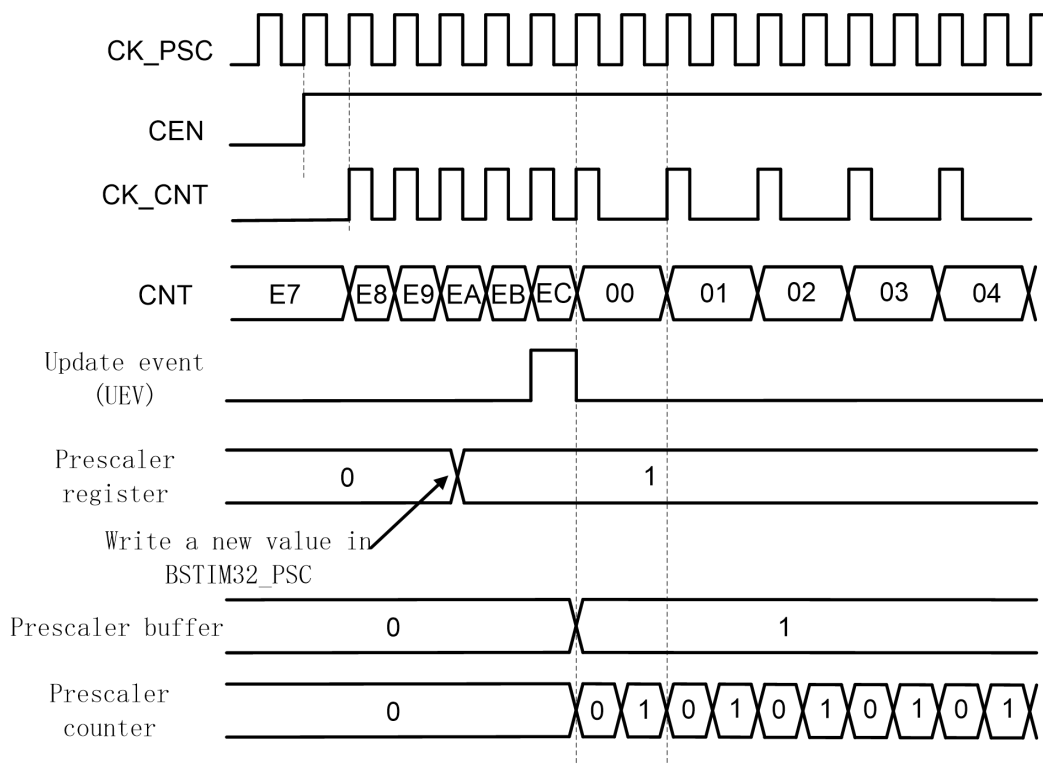 CK_PSC
CEN
CK_CNT
CNT E7 E8 E9 EA EB EC 00 01 02 03 04
Update event
(UEV)
Prescaler
register
0 1
Write a new value in
BSTIM32_PSC
Prescaler buffer 0 1
Prescaler
counter
0 0 1 0 1 0 1 0 1 0 1